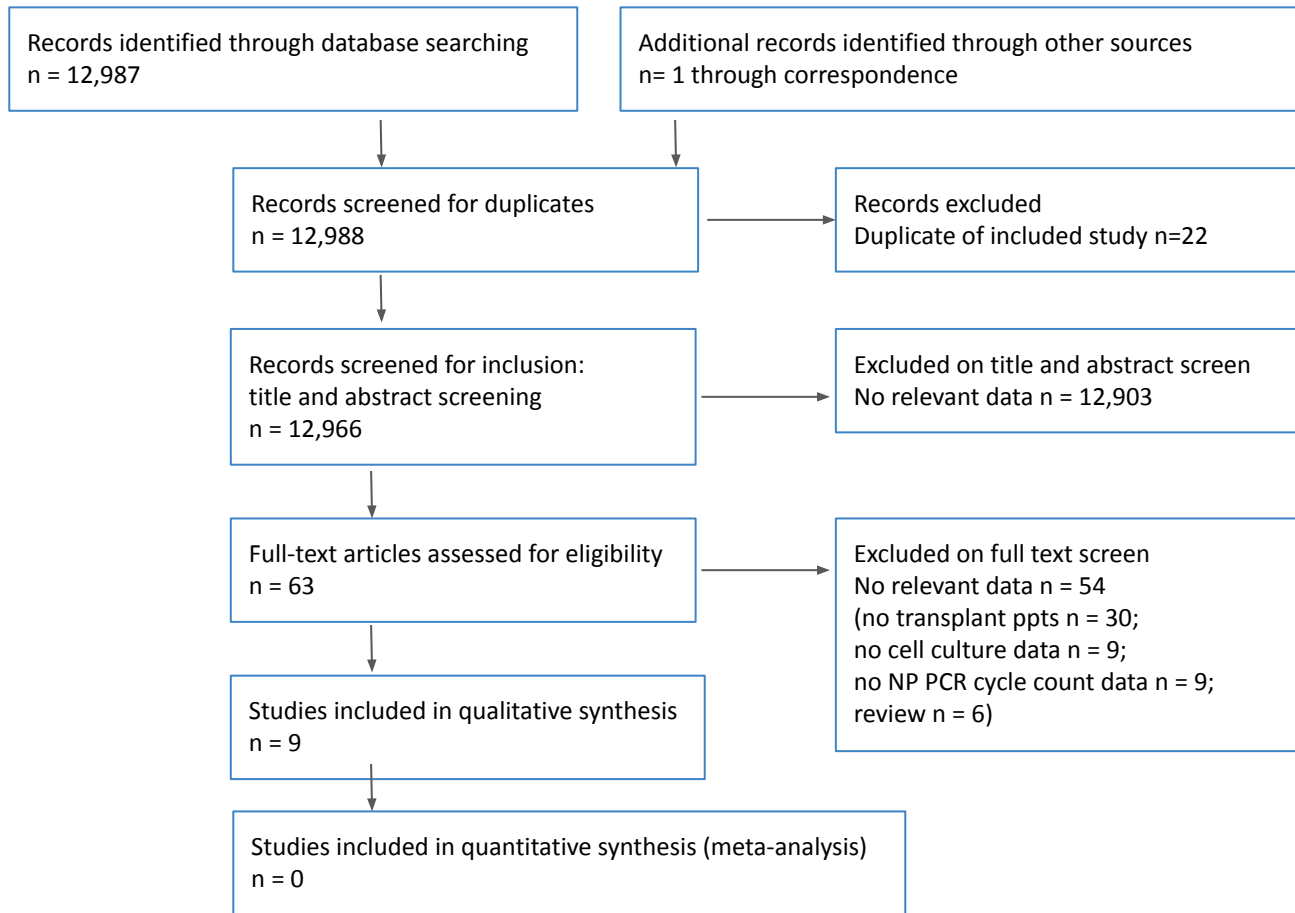 Records identified through database searching
n = 12,987
Additional records identified through other sources
n= 1 through correspondence
Records screened for duplicates
n = 12,988
Records excluded
Duplicate of included study n=22
Records screened for inclusion:
title and abstract screening
n = 12,966
Excluded on title and abstract screen
No relevant data n = 12,903
Full-text articles assessed for eligibility
n = 63
Excluded on full text screen
No relevant data n = 54
(no transplant ppts n = 30;
no cell culture data n = 9;
no NP PCR cycle count data n = 9;
review n = 6)
Studies included in qualitative synthesis
n = 9
Studies included in quantitative synthesis (meta-analysis)
n = 0